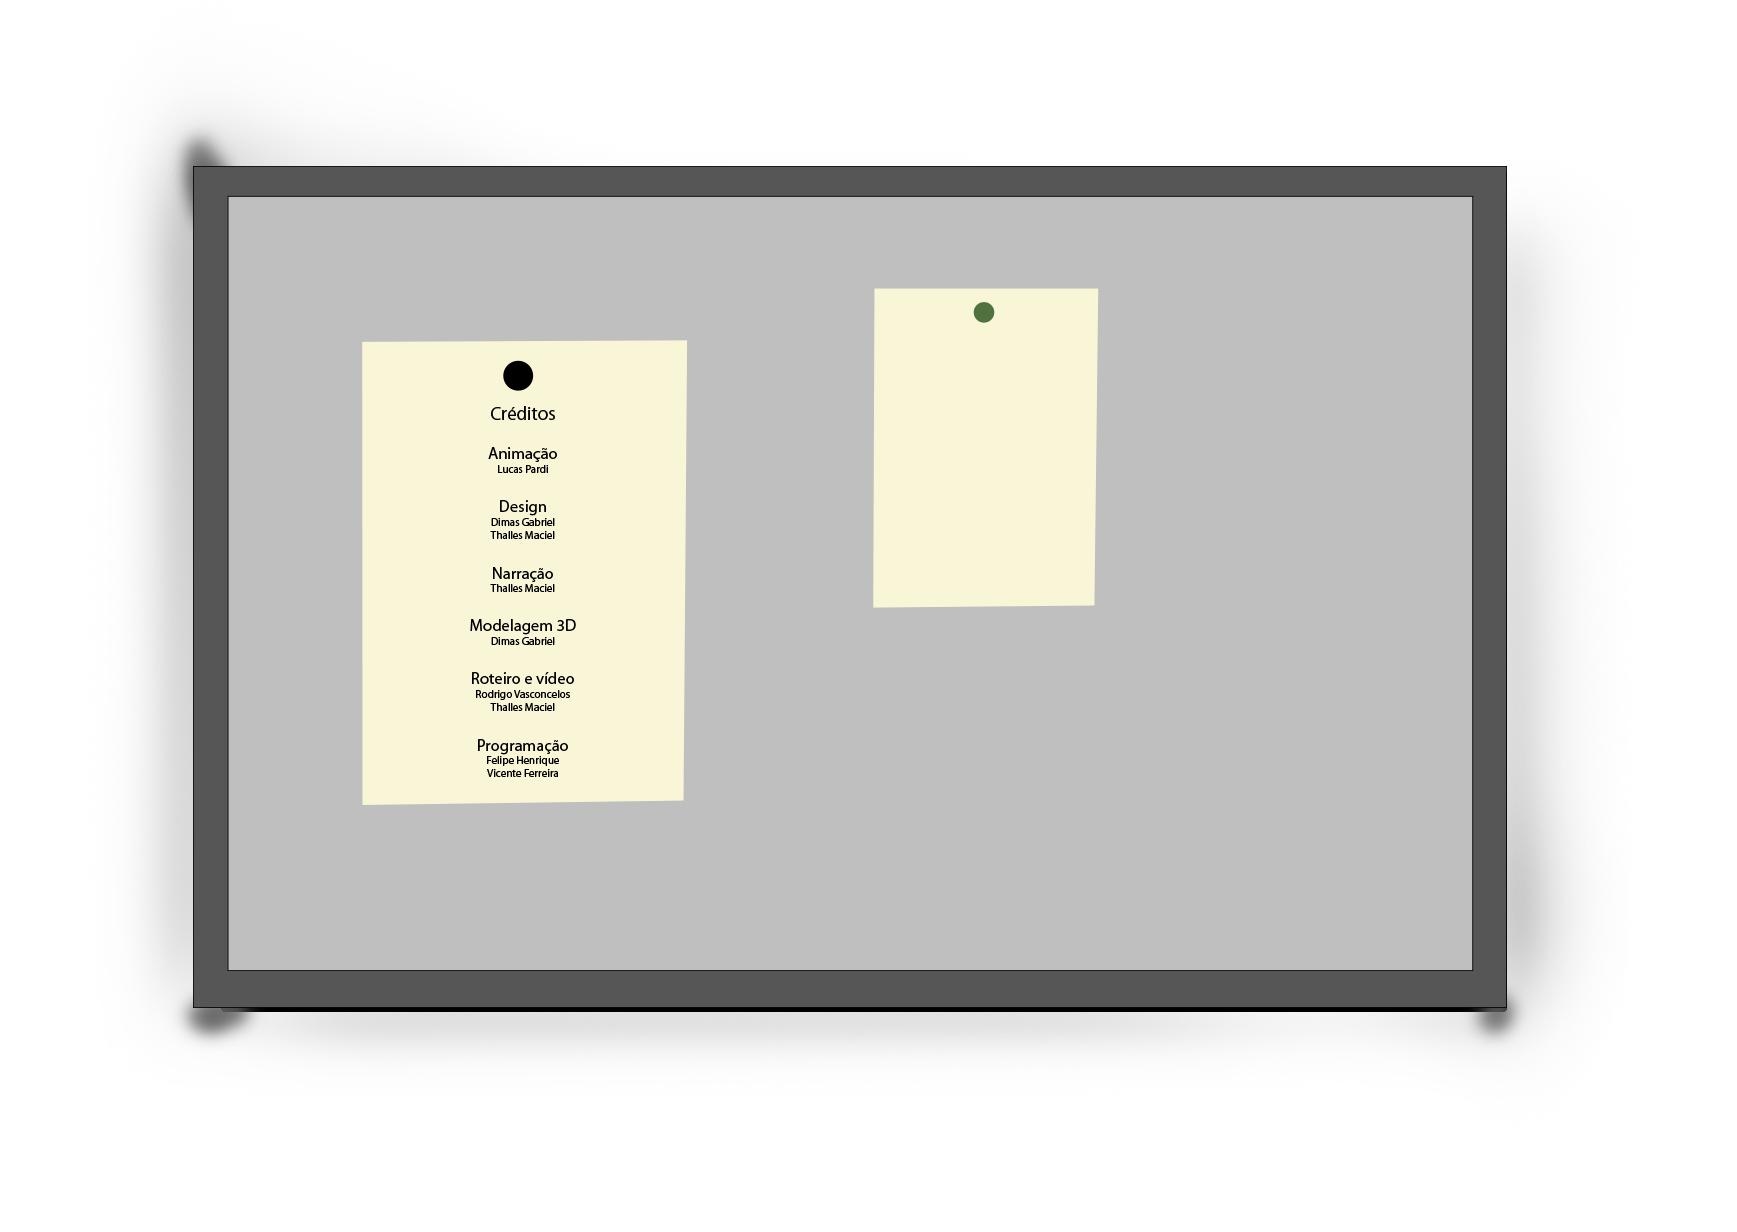 Créditos
Animação
Lucas Pardi
Design
Dimas Gabriel
Thalles Maciel
Narração
Thalles Maciel
Modelagem 3D
Dimas Gabriel
Roteiro e vídeo
Rodrigo Vasconcelos
Thalles Maciel
Programação
Felipe Henrique
Vicente Ferreira